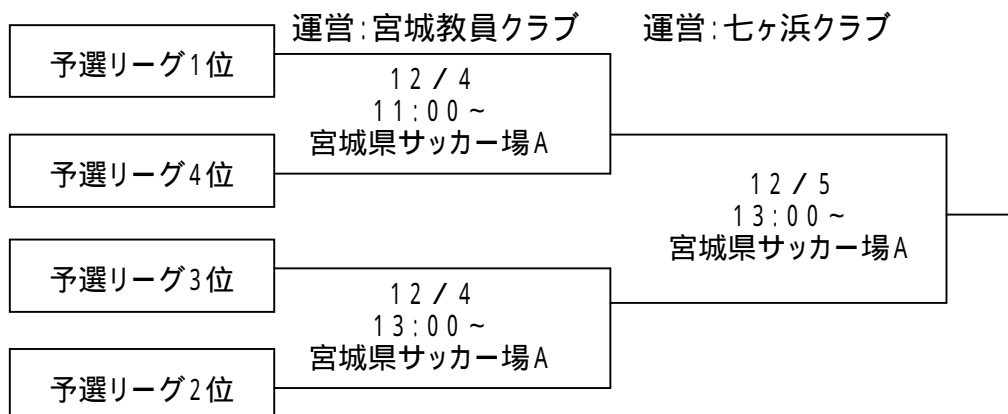 運営:宮城教員クラブ
運営:七ヶ浜クラブ
予選リーグ1位
12/4
11:00~
宮城県サッカー場A
予選リーグ4位
12/5
13:00~
宮城県サッカー場A
予選リーグ3位
12/4
13:00~
宮城県サッカー場A
予選リーグ2位